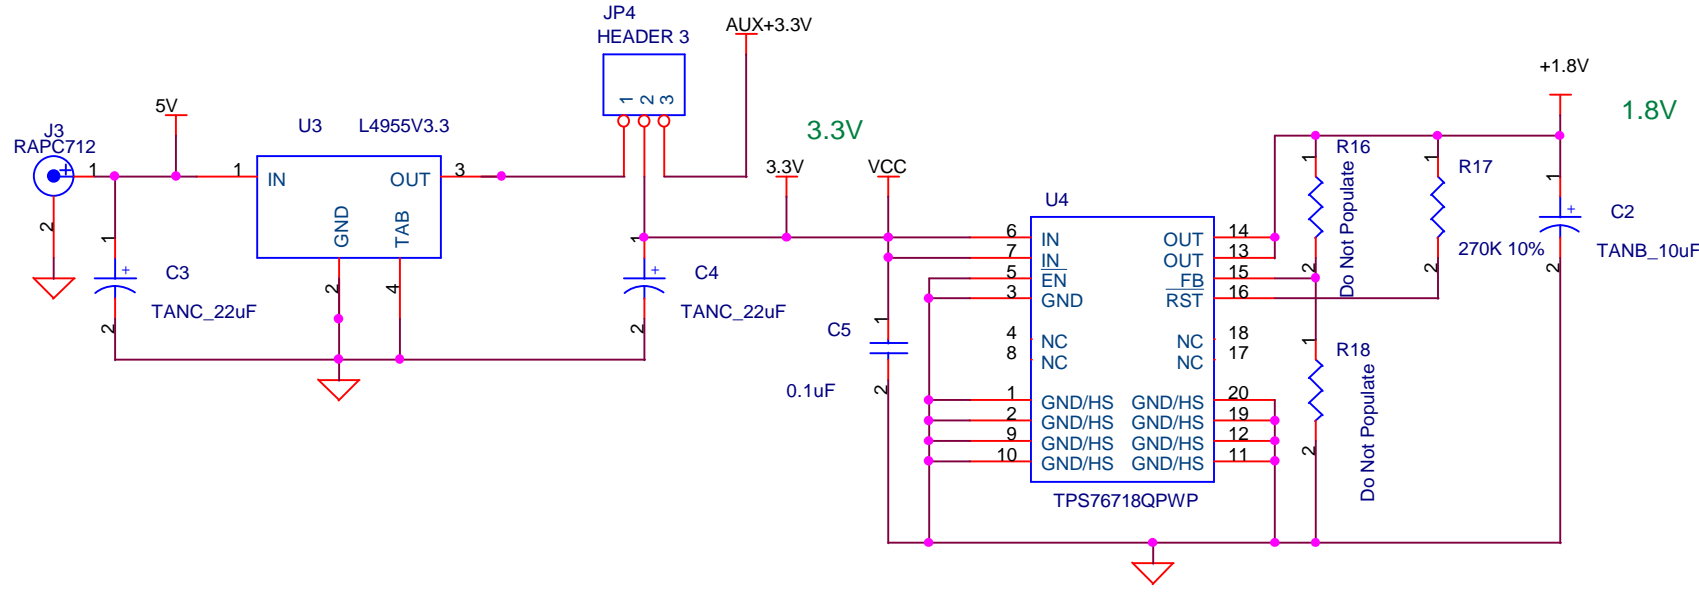 JP4
HEADER 3
AUX+3.3V
1
2
3
5V
U3
L4955V3.3
J3
RAPC712
1
2
1
IN
OUT
3
GND
TAB
2
4
1
+
C3
TANC_22uF
2
3.3V
3.3V
VCC
1
+
C4
TANC_22uF
2
C5
1
0.1uF
2
U4
6
IN
OUT
14
7
IN
OUT
13
5
EN
FB
15
3
GND
RST
16
4
NC
NC
18
8
NC
NC
17
1
GND/HS
GND/HS
20
2
GND/HS
GND/HS
19
9
GND/HS
GND/HS
12
10
GND/HS
GND/HS
11
TPS76718QPWP
+1.8V
1.8V
R16
1
Do Not Populate
2
R17
1
270K 10%
2
R18
1
Do Not Populate
2
1
+
C2
TANB_10uF
2